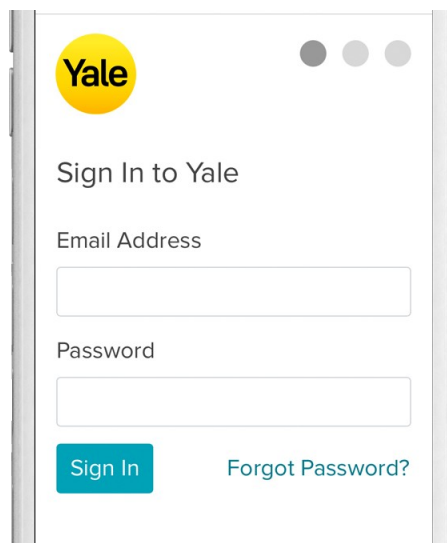 Yale
Sign In to Yale
Email Address
Password
Sign In
Forgot Password?